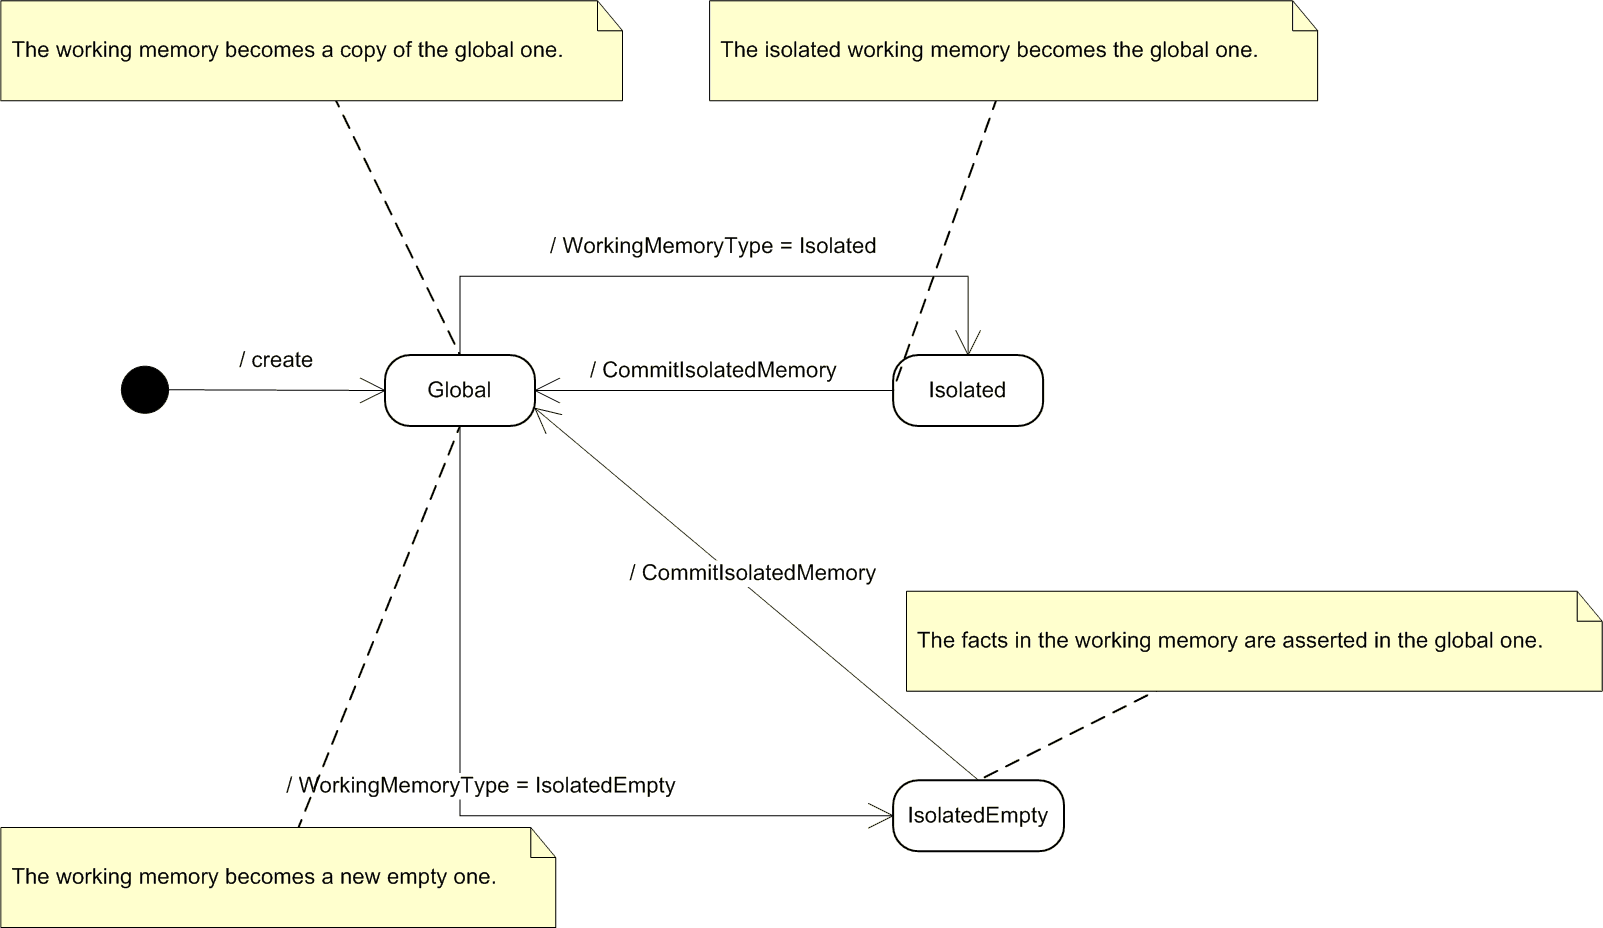 The working memory becomes a copy of the global one.
The isolated working memory becomes the global one.
/ WorkingMemoryType = Isolated
/ create
/ CommitIsolatedMemory
Global
Isolated
/ CommitIsolatedMemory
The facts in the working memory are asserted in the global one.
/ WorkingMemoryType = IsolatedEmpty
IsolatedEmpty
The working memory becomes a new empty one.